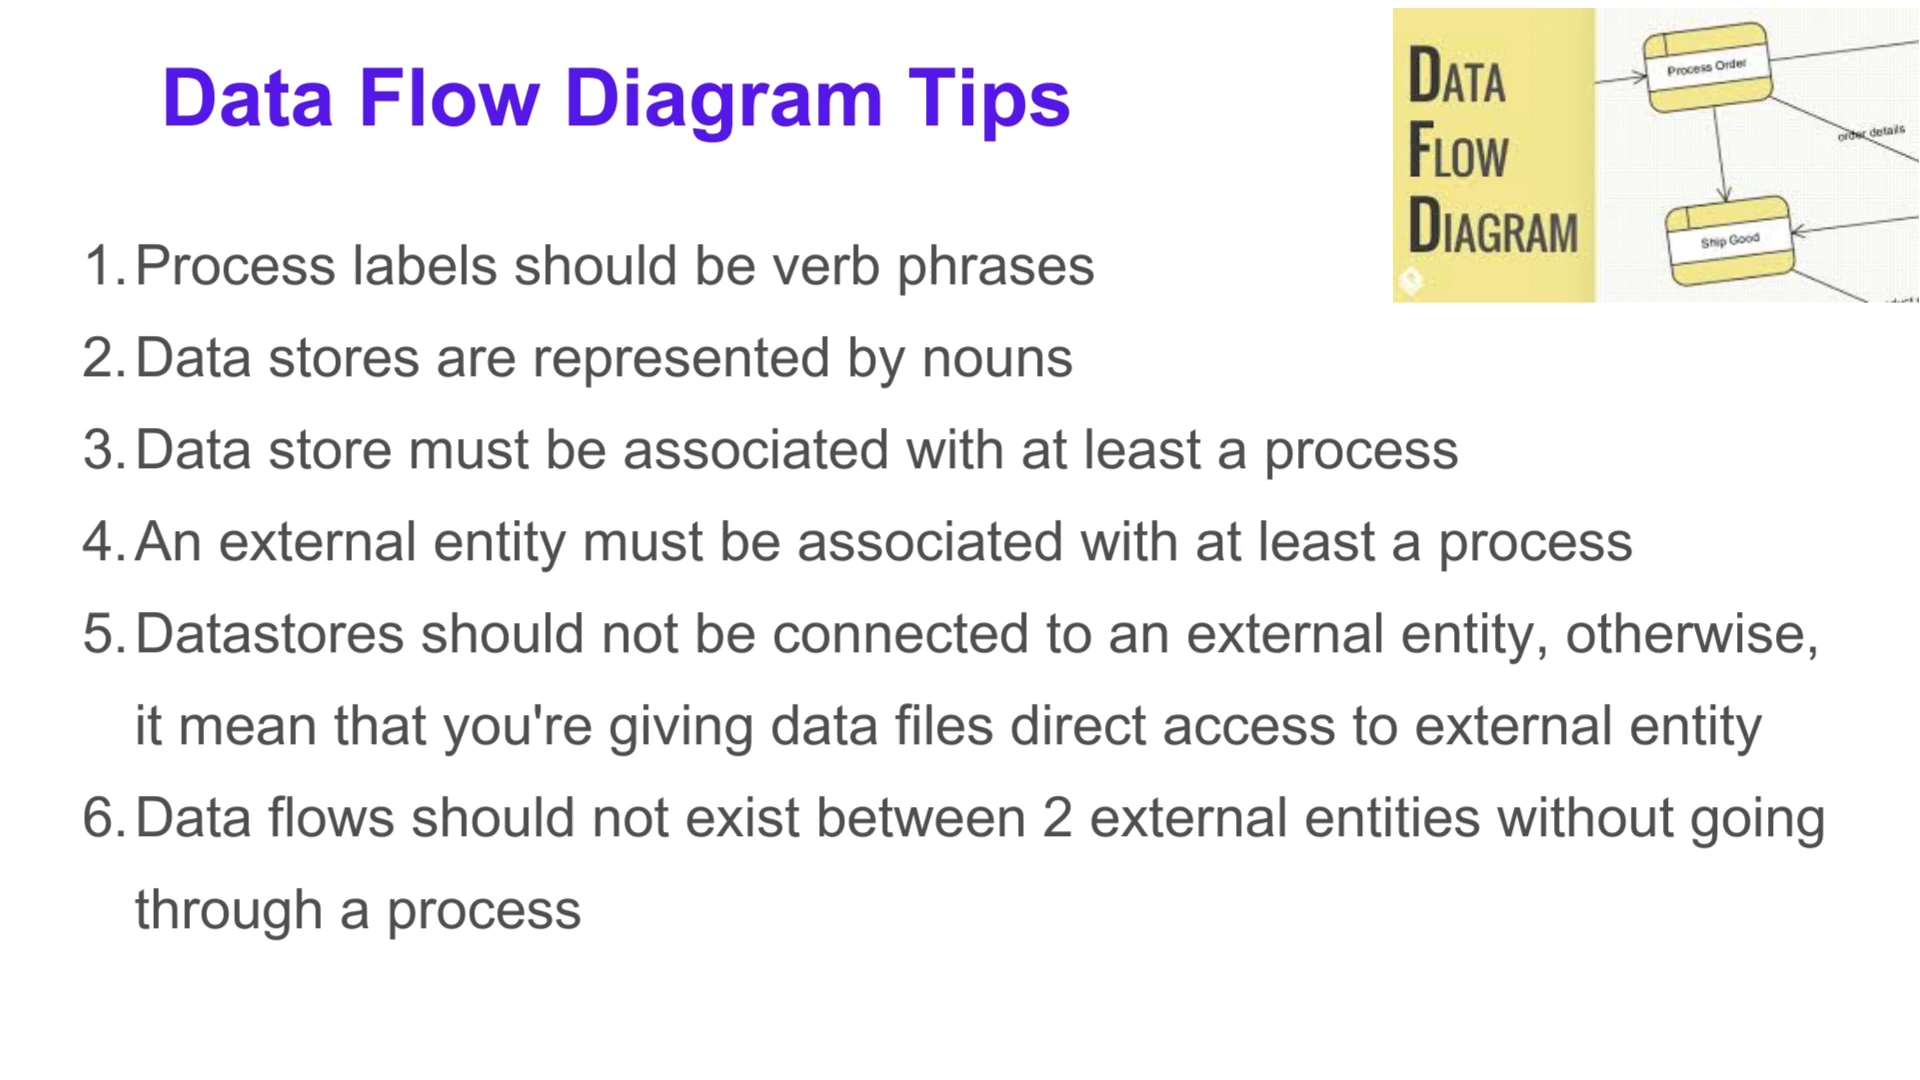 Data Flow Diagram Tips
DATA
FLOW
DIAGRAM
Process Order
order details
Ship Good
1. Process labels should be verb phrases
2. Data stores are represented by nouns
3. Data store must be associated with at least a process
4. An external entity must be associated with at least a process
5. Datastores should not be connected to an external entity, otherwise,
it mean that you're giving data files direct access to external entity
6. Data flows should not exist between 2 external entities without going
through a process